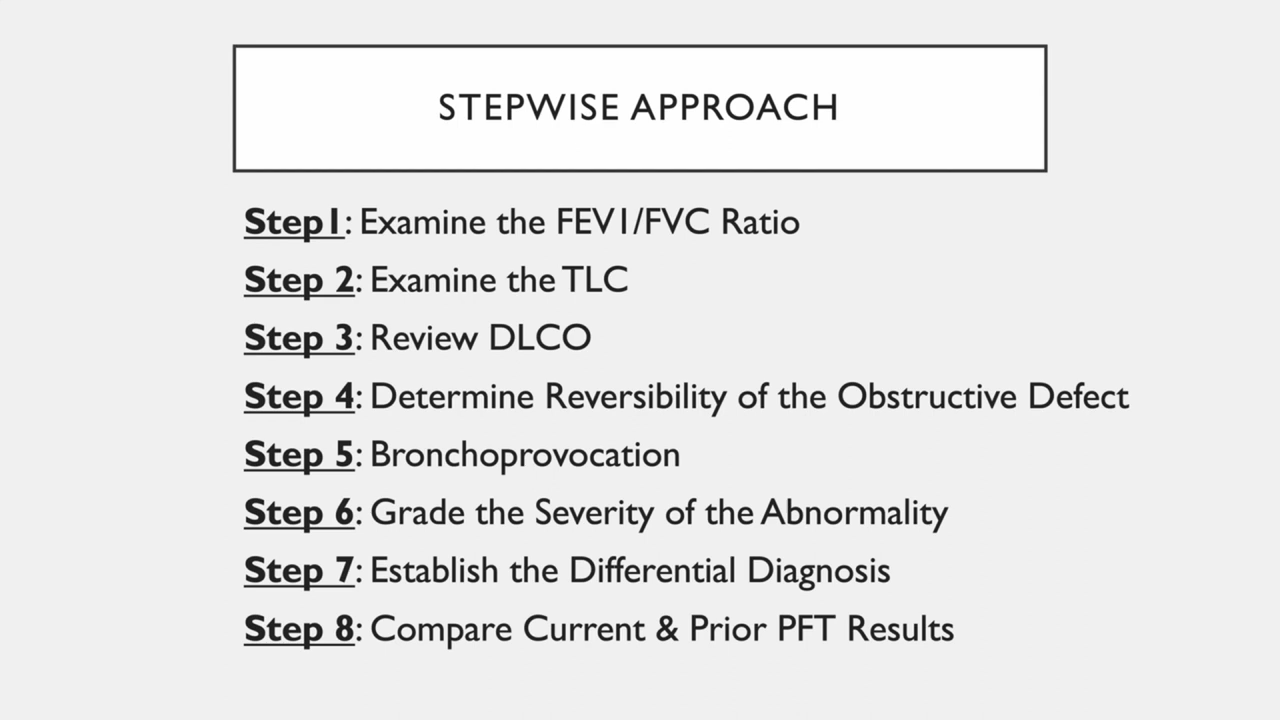 STEPWISE APPROACH
Step1: Examine the FEV1/FVC Ratio
Step 2: Examine the TLC
Step 3: Review DLCO
Step 4: Determine Reversibility of the Obstructive Defect
Step 5: Bronchoprovocation
Step 6: Grade the Severity of the Abnormality
Step 7: Establish the Differential Diagnosis
Step 8: Compare Current & Prior PFT Results